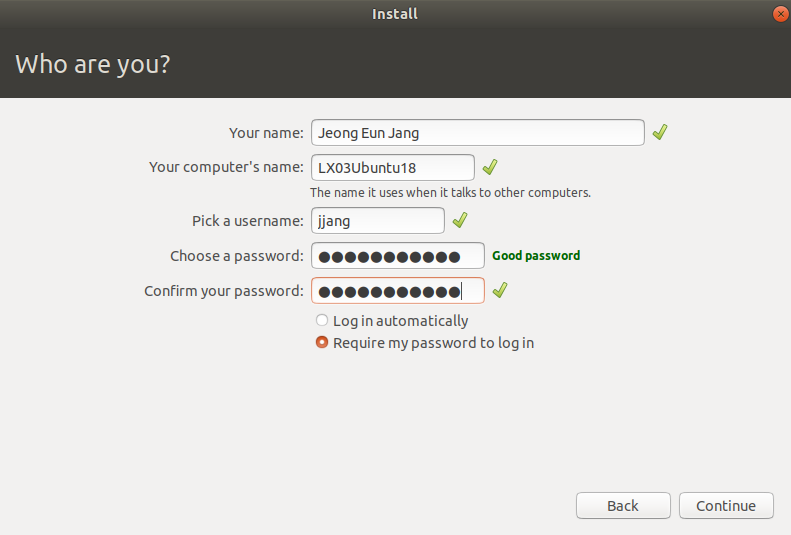 Install
Who are you?
Your name: Jeong Eun Jang
Your computer's name: LX03Ubuntu18
The name it uses when it talks to other computers.
Pick a username: jjang
Choose a password: ●●●●●●●●●●● Good password
Confirm your password: ●●●●●●●●●●●
Log in automatically
Require my password to log in
Back Continue